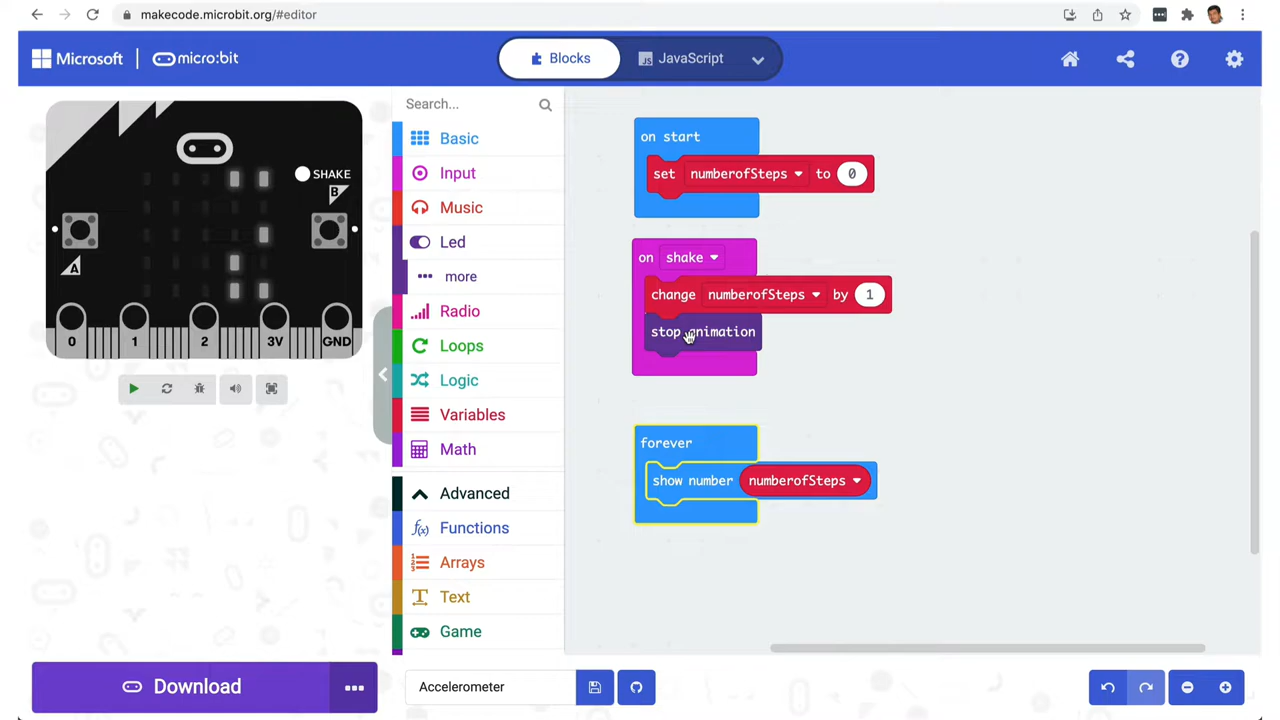 makecode.microbit.org/#editor
Microsoft
micro:bit
Blocks
JavaScript
SHAKE
B
A
0 1 2 3V GND
Download
Search...
Basic
Input
Music
Led
more
Radio
Loops
Logic
Variables
Math
Advanced
Functions
Arrays
Text
Game
on start
set numberofSteps to 0
on shake
change numberofSteps by 1
stop animation
forever
show number numberofSteps
Accelerometer